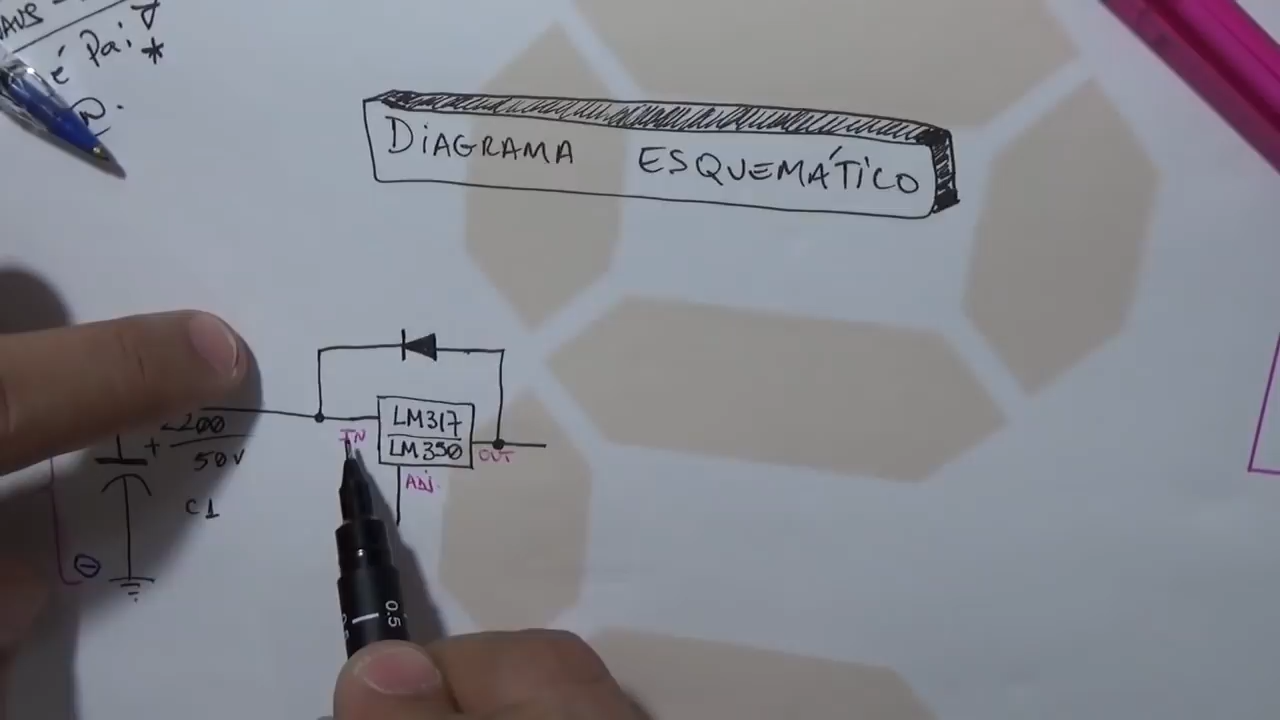 é Pai
DIAGRAMA ESQUEMÁTICO
LM317
LM350
IN
OUT
ADJ.
+
200
50V
C1
0.5